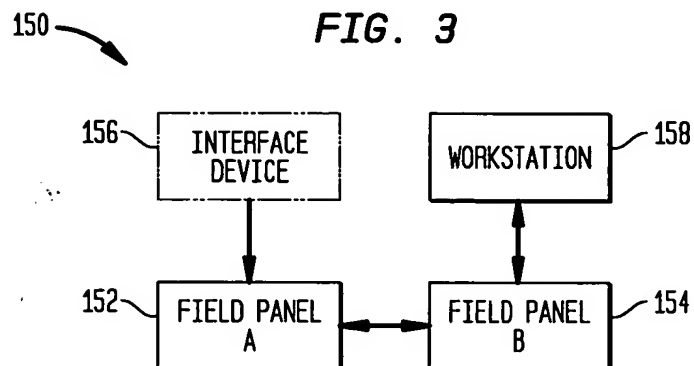 150
FIG. 3
156
INTERFACE
DEVICE
WORKSTATION
158
152
FIELD PANEL
A
FIELD PANEL
B
154